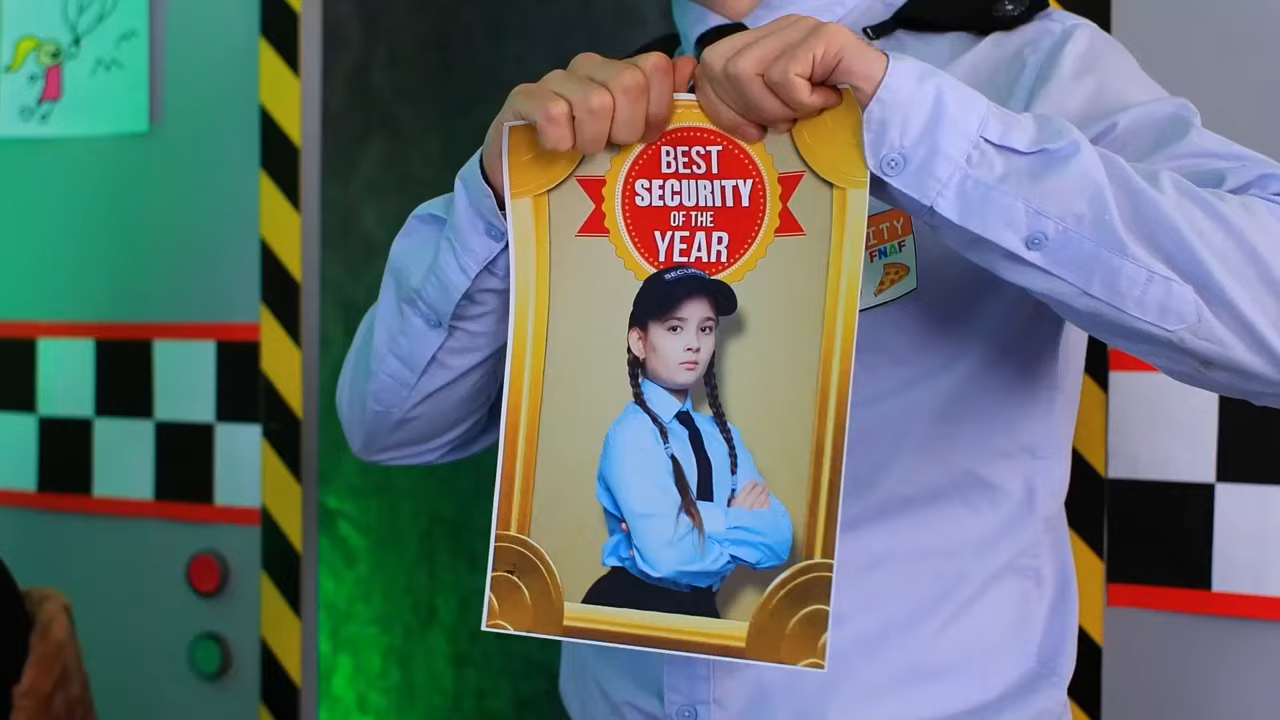 BEST
SECURITY
OF THE
YEAR
SECURITY
ITY
FNAF